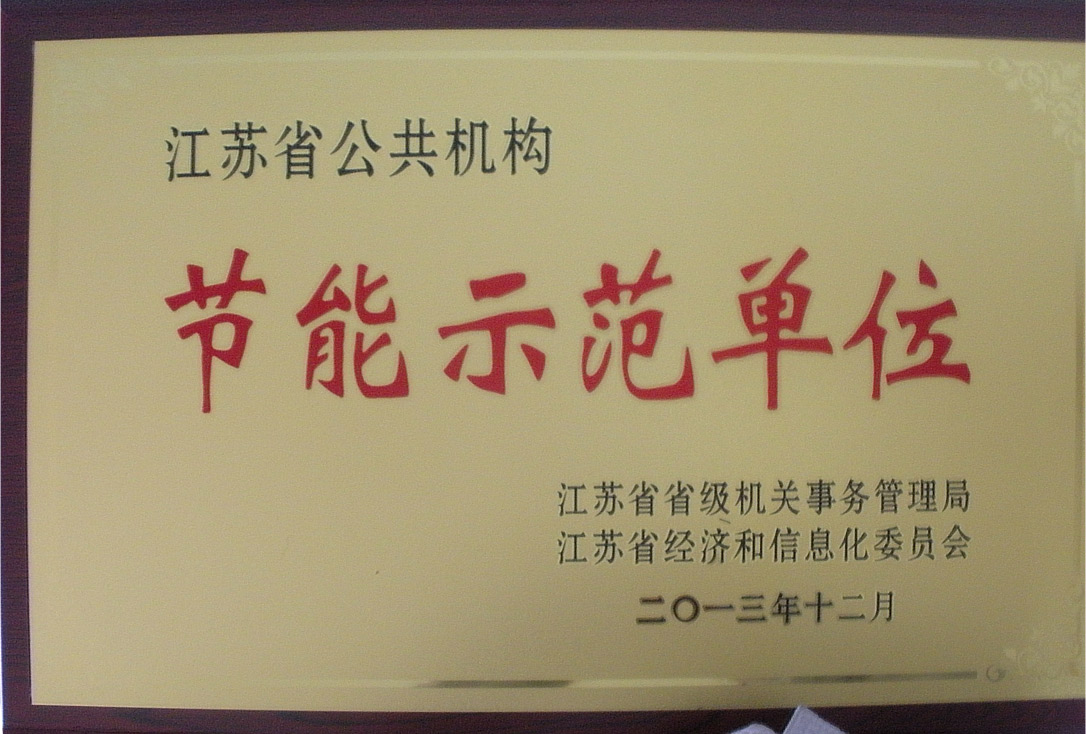 江苏省公共机构
节能示范单位
江苏省省级机关事务管理局
江苏省经济和信息化委员会
二〇一三年十二月